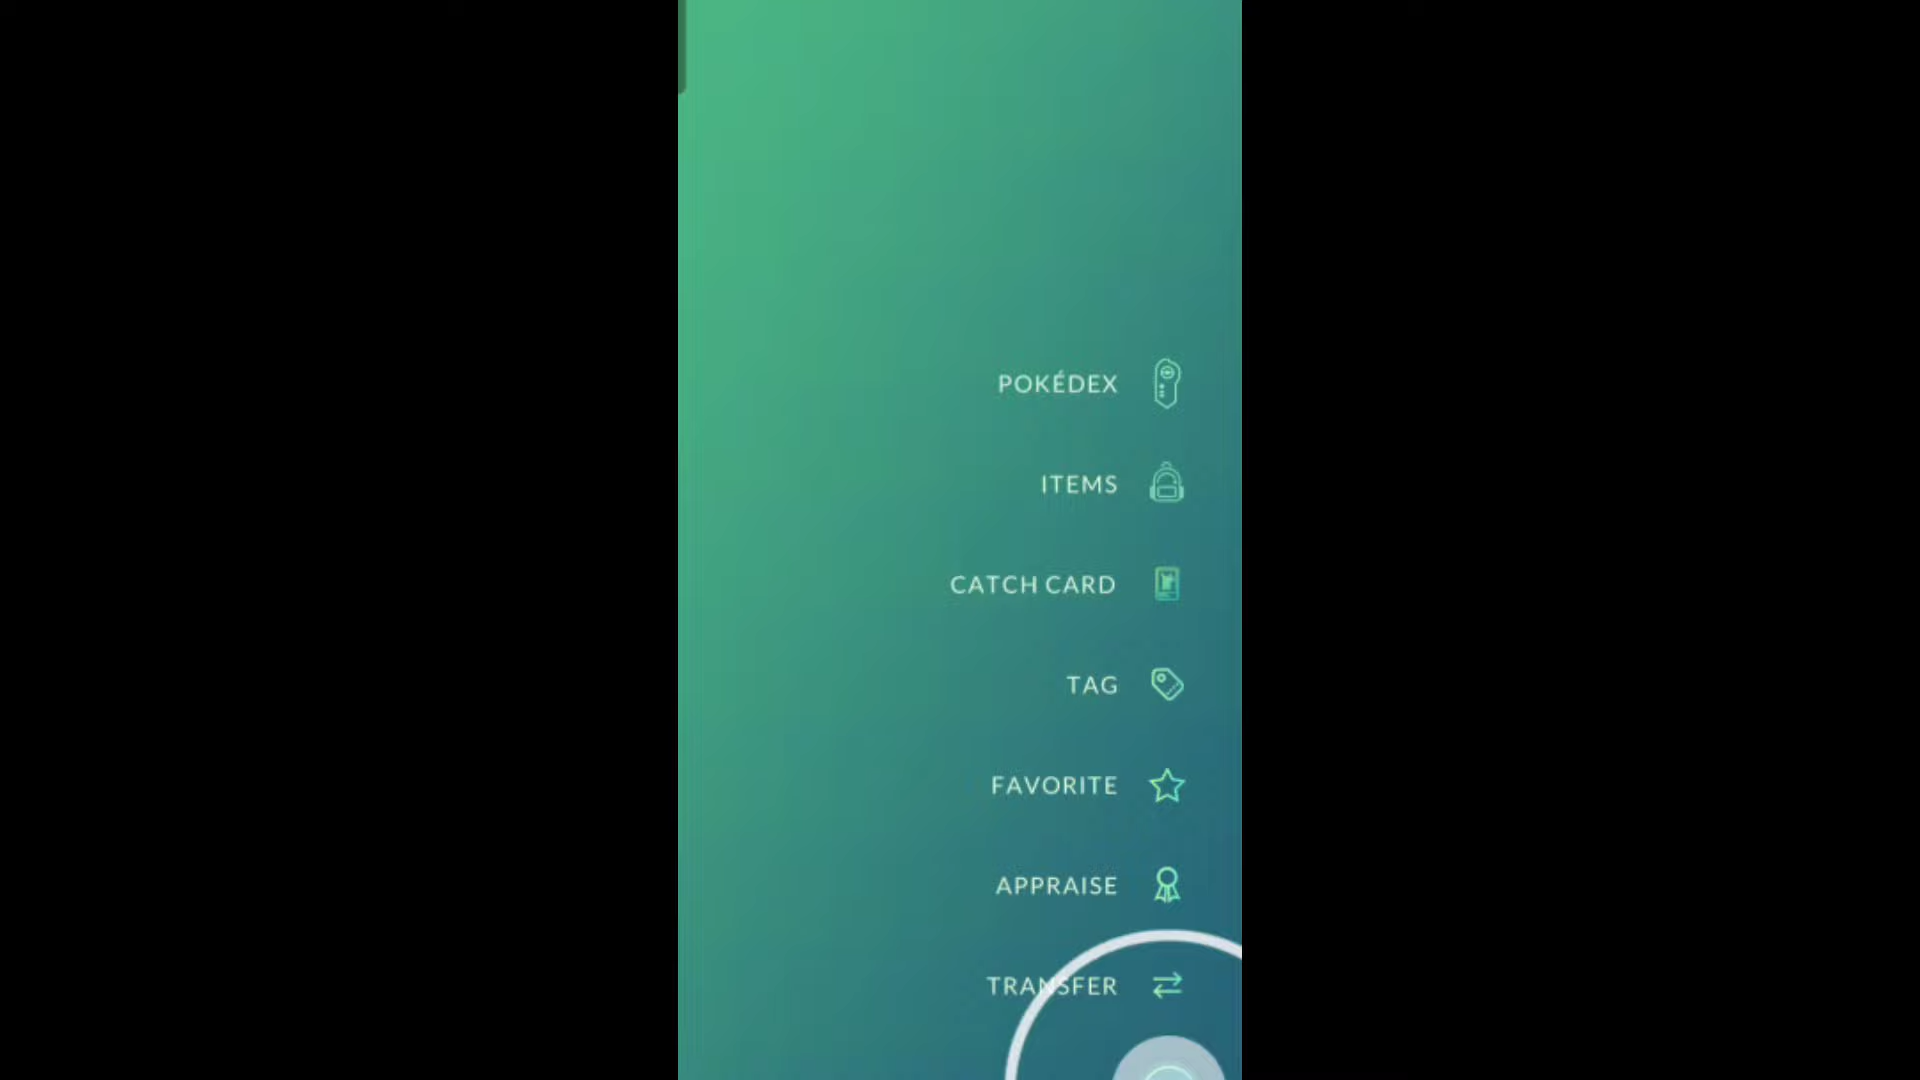 POKÉDEX
ITEMS
CATCH CARD
TAG
FAVORITE
APPRAISE
TRANSFER